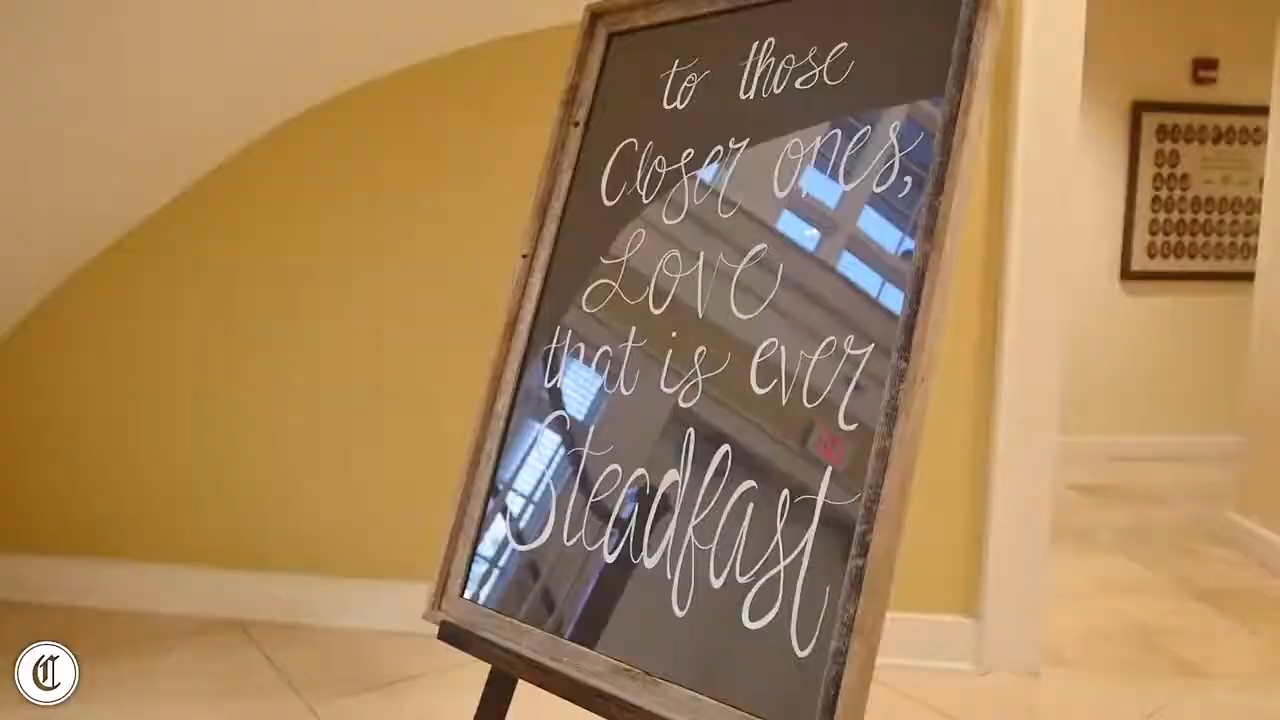 to those
Closer ones,
Love
that is ever
Steadfast
C